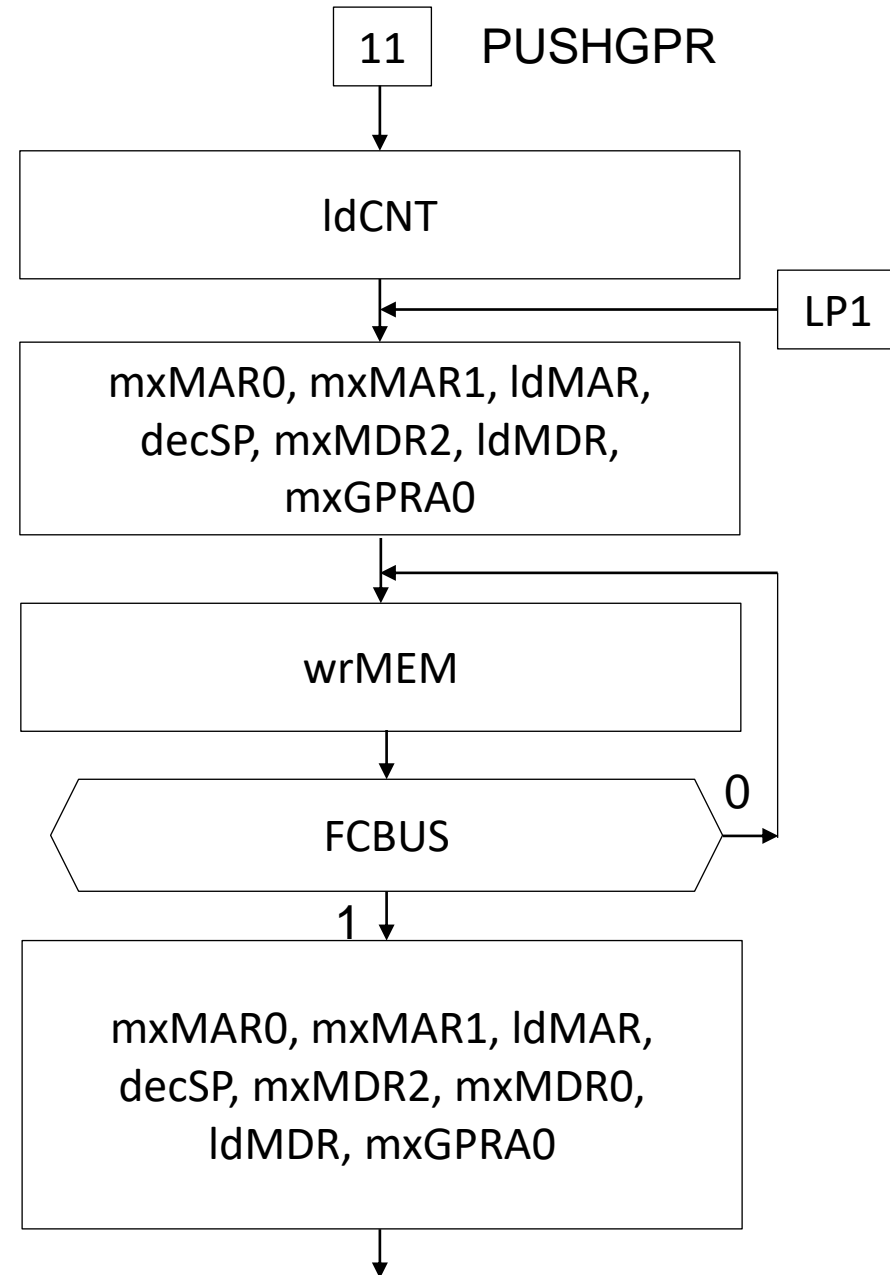 11 PUSHGPR
ldCNT
LP1
mxMAR0, mxMAR1, ldMAR,
decSP, mxMDR2, ldMDR,
mxGPRA0
wrMEM
0
FCBUS
1
mxMAR0, mxMAR1, ldMAR,
decSP, mxMDR2, mxMDR0,
ldMDR, mxGPRA0